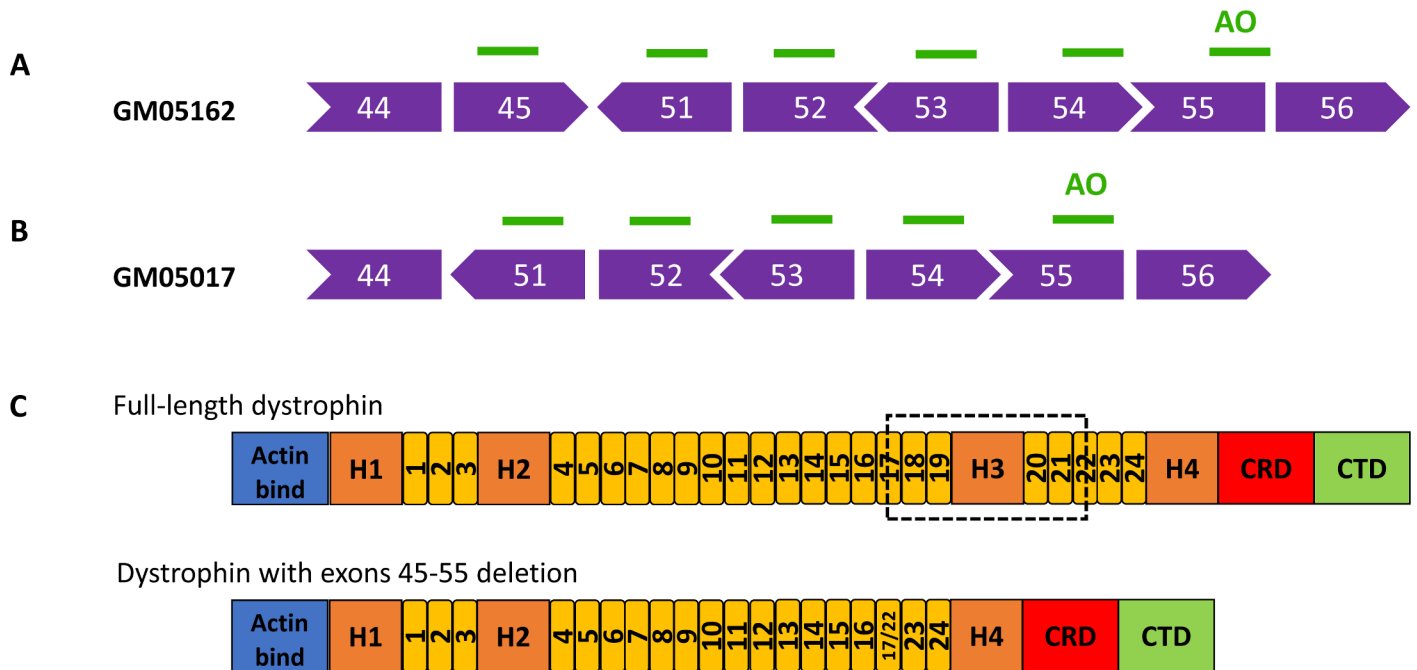 AO
A
GM05162
44 45 51 52 53 54 55 56
AO
B
GM05017
44 51 52 53 54 55 56
C
Full-length dystrophin
Actin bind H1 1 2 3 H2 4 5 6 7 8 9 10 11 12 13 14 15 16 17 18 19 H3 20 21 22 23 24 H4 CRD CTD
Dystrophin with exons 45-55 deletion
Actin bind H1 1 2 3 H2 4 5 6 7 8 9 10 11 12 13 14 15 16 17/22 23 24 H4 CRD CTD